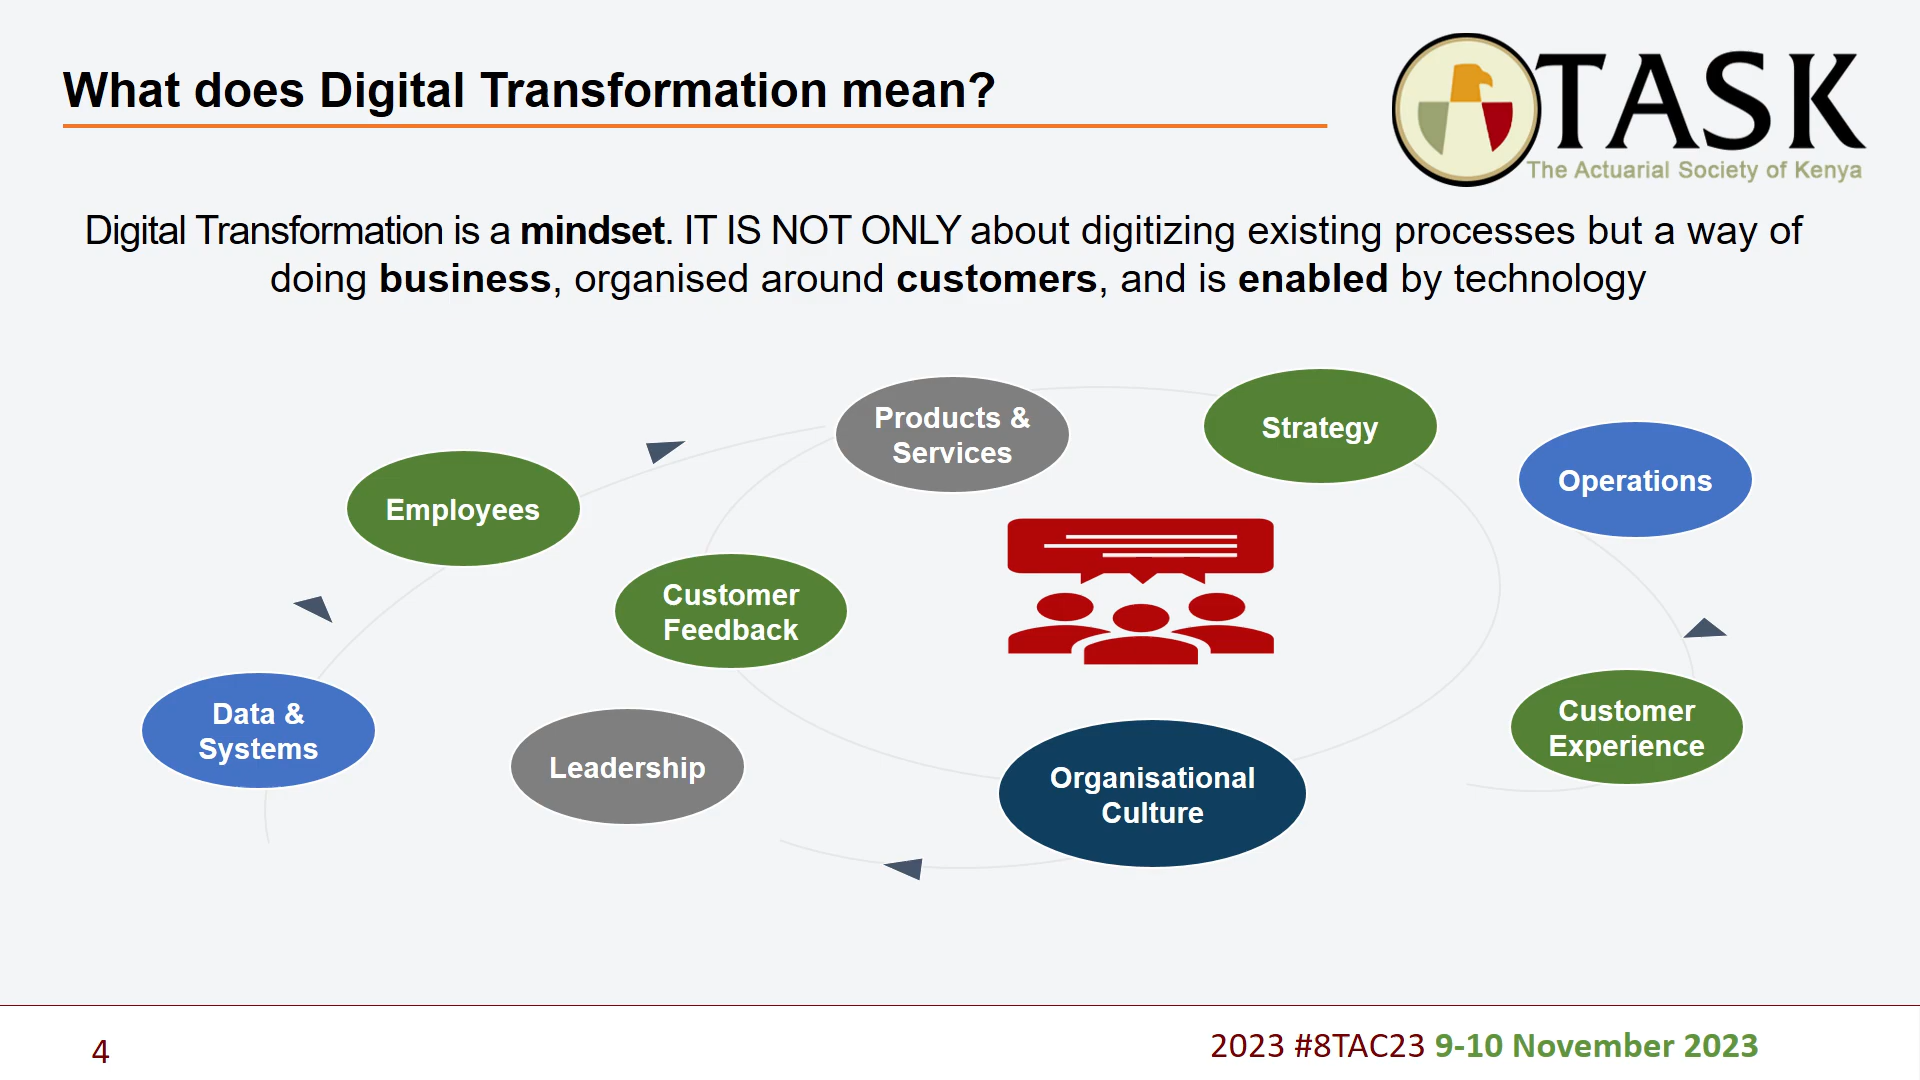 What does Digital Transformation mean?
TASK
The Actuarial Society of Kenya
Digital Transformation is a mindset. IT IS NOT ONLY about digitizing existing processes but a way of
doing business, organised around customers, and is enabled by technology
Products &
Services
Strategy
Operations
Employees
Customer
Feedback
Data &
Systems
Leadership
Organisational
Culture
Customer
Experience
4
2023 #8TAC23 9-10 November 2023